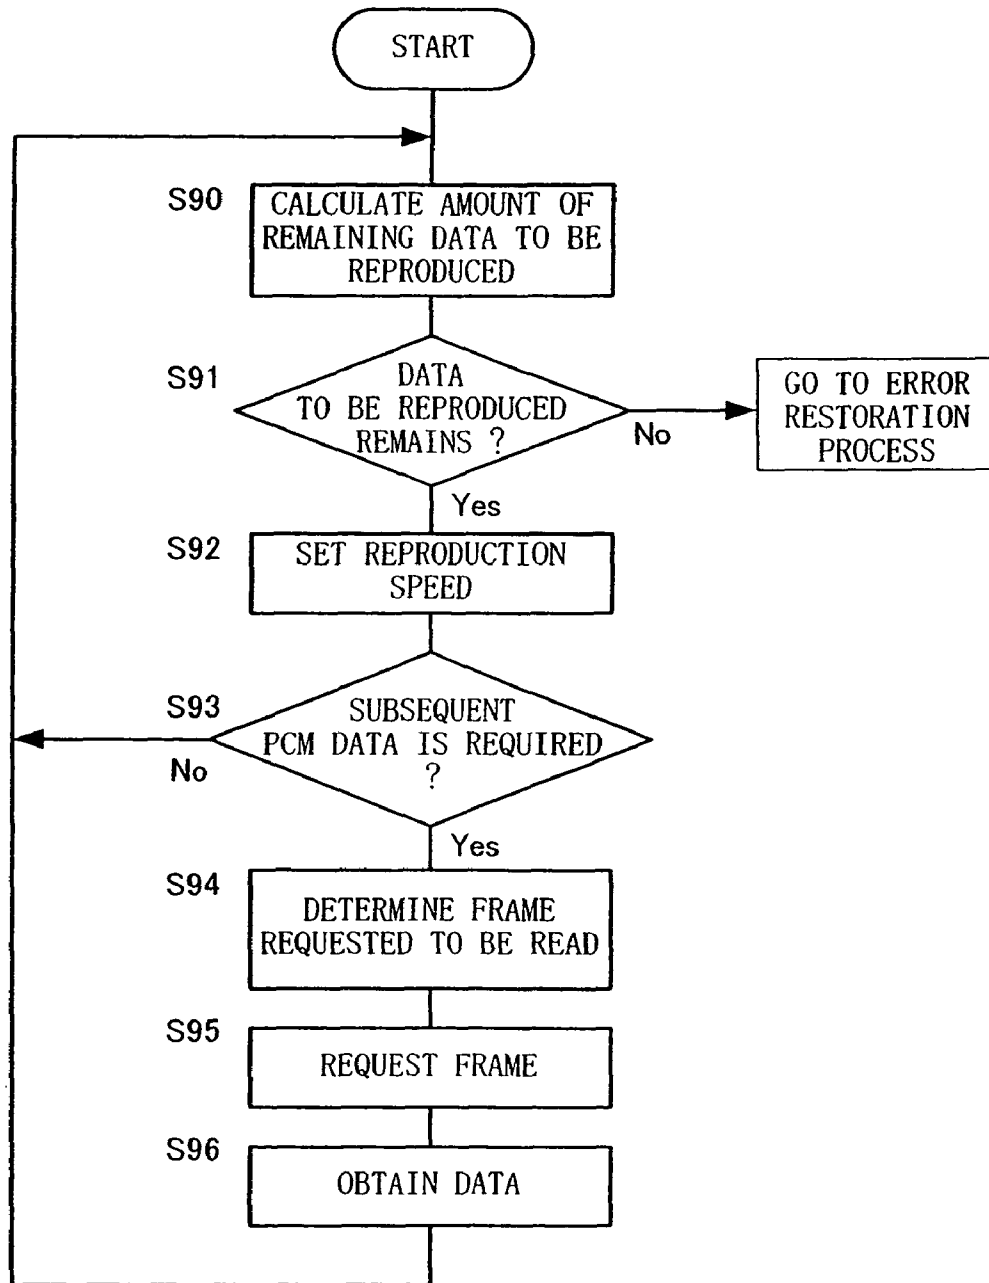 START
S90
CALCULATE AMOUNT OF
REMAINING DATA TO BE
REPRODUCED
S91
DATA
TO BE REPRODUCED
REMAINS ?
No
GO TO ERROR
RESTORATION
PROCESS
Yes
S92
SET REPRODUCTION
SPEED
S93
SUBSEQUENT
PCM DATA IS REQUIRED
?
No
Yes
S94
DETERMINE FRAME
REQUESTED TO BE READ
S95
REQUEST FRAME
S96
OBTAIN DATA